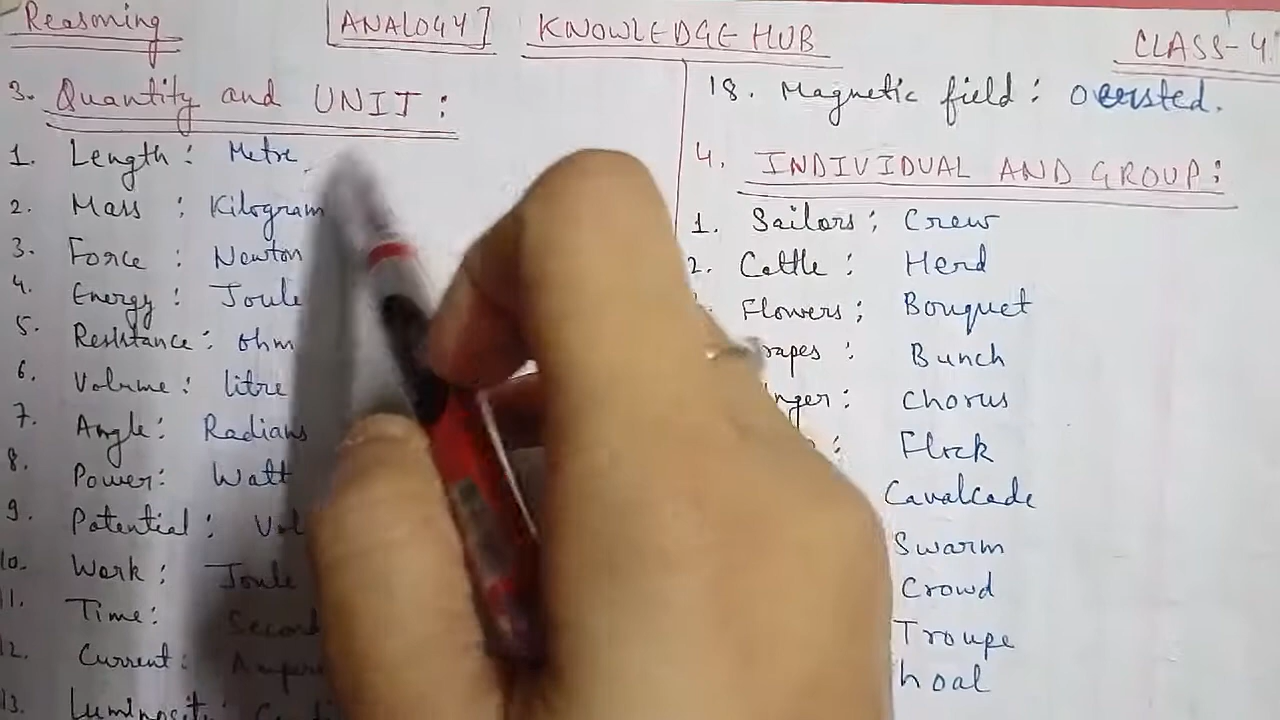 Reasoning
ANALOGY
KNOWLEDGE HUB
CLASS-4
3. Quantity and UNIT :
1. Length : Metre
2. Mass : Kilogram
3. Force : Newton
4. Energy : Joule
5. Resistance : ohm
6. Volume : litre
7. Angle : Radians
8. Power : Watt
9. Potential :
10. Work : Joule
11. Time :
12. Current :
13.
18. Magnetic field : Oersted.
4. INDIVIDUAL AND GROUP :
1. Sailors : Crew
2. Cattle : Herd
Flowers : Bouquet
: Bunch
: Chorus
: Flock
Cavalcade
Swarm
Crowd
Troupe